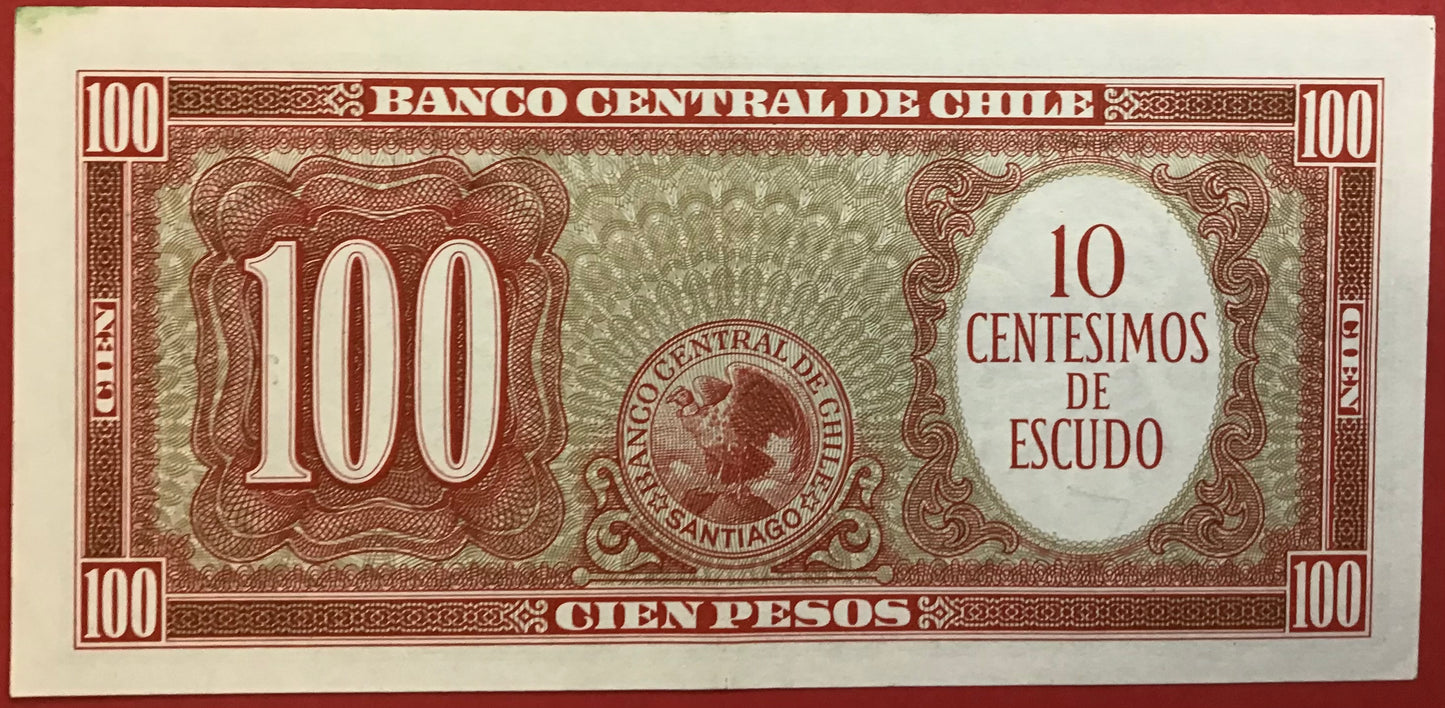 100
BANCO CENTRAL DE CHILE
100
100
CIEN
BANCO CENTRAL DE CHILE
SANTIAGO
10
CENTESIMOS
DE
ESCUDO
CIEN
100
CIEN PESOS
100